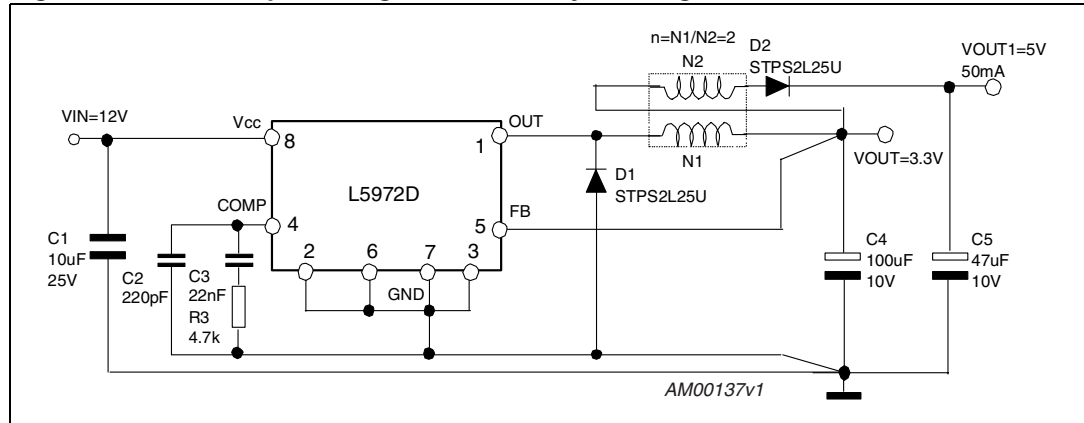 n=N1/N2=2
N2
D2
STPS2L25U
VOUT1=5V
50mA
VIN=12V
Vcc
8
OUT
1
N1
VOUT=3.3V
D1
STPS2L25U
L5972D
COMP
4
FB
5
2
6
7
3
GND
C1
10uF
25V
C2
220pF
C3
22nF
R3
4.7k
C4
100uF
10V
C5
47uF
10V
AM00137v1